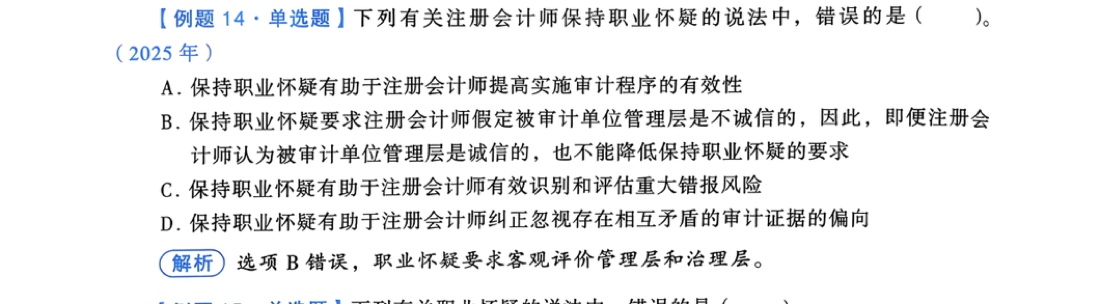 【例题 14·单选题】下列有关注册会计师保持职业怀疑的说法中，错误的是（　　）。
（2025 年）
A. 保持职业怀疑有助于注册会计师提高实施审计程序的有效性
B. 保持职业怀疑要求注册会计师假定被审计单位管理层是不诚信的，因此，即便注册会
计师认为被审计单位管理层是诚信的，也不能降低保持职业怀疑的要求
C. 保持职业怀疑有助于注册会计师有效识别和评估重大错报风险
D. 保持职业怀疑有助于注册会计师纠正忽视存在相互矛盾的审计证据的偏向
解析 选项 B 错误，职业怀疑要求客观评价管理层和治理层。